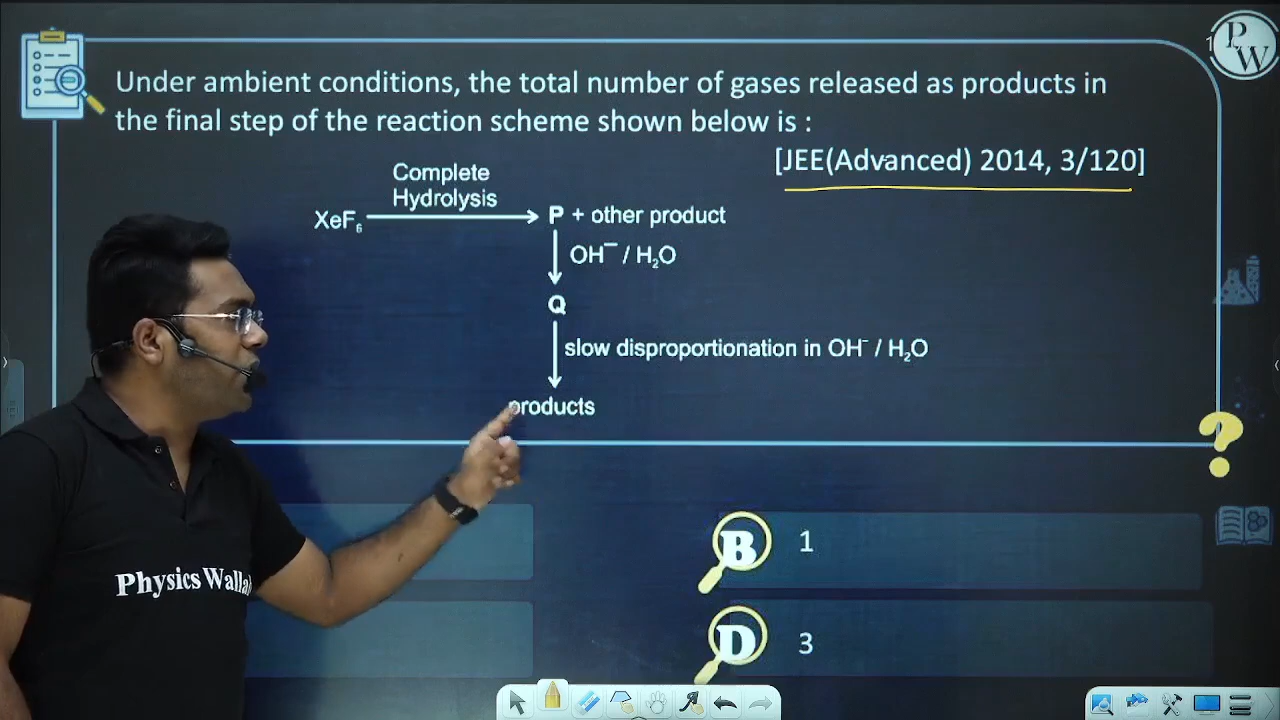 Under ambient conditions, the total number of gases released as products in
the final step of the reaction scheme shown below is :
[JEE(Advanced) 2014, 3/120]
Complete
Hydrolysis
XeF₆ P + other product
OH⁻ / H₂O
Q
slow disproportionation in OH⁻ / H₂O
products
B 1
D 3
Physics Walla
PW